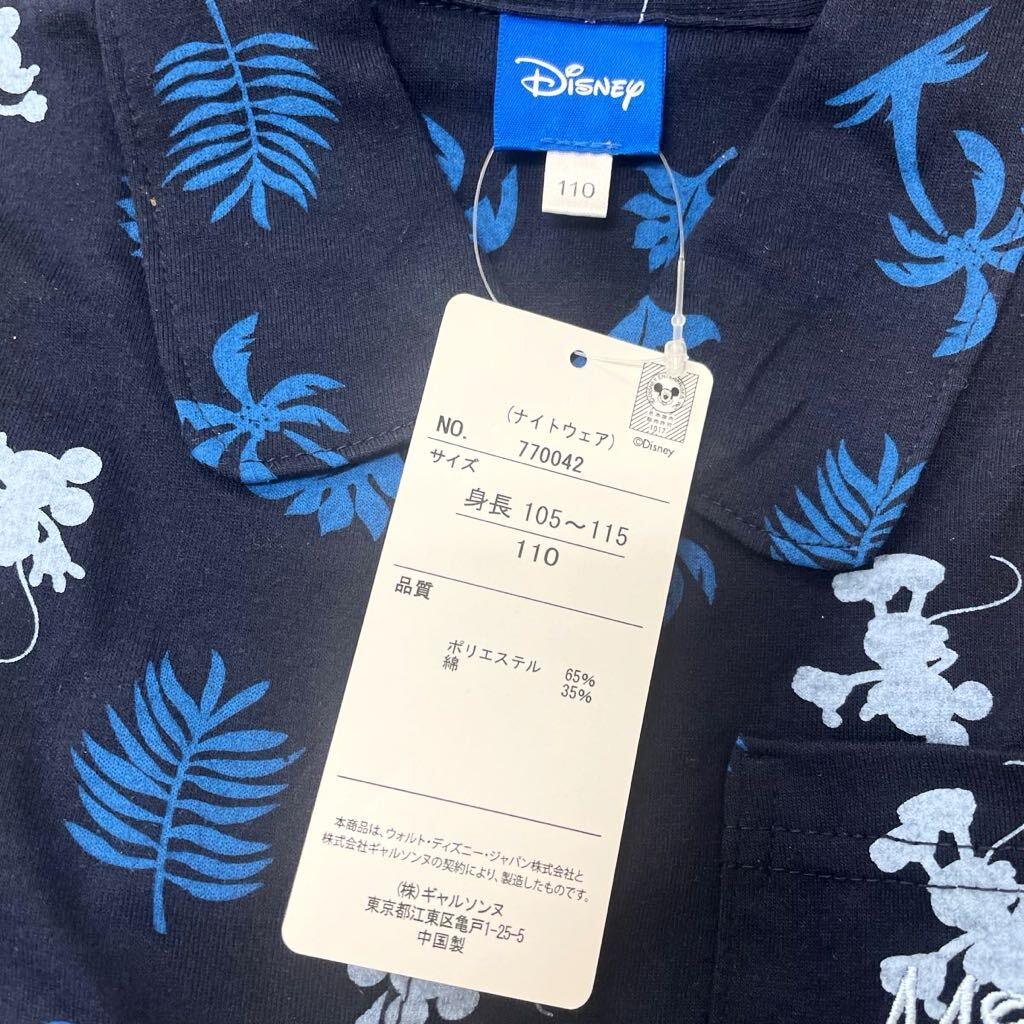 Disney
110
(ナイトウェア)
NO. 770042
©Disney
サイズ
身長 105〜115
110
品質
ポリエステル 65%
綿 35%
本商品は、ウォルト・ディズニー・ジャパン株式会社と
株式会社ギャルソンヌの契約により、製造したものです。
(株)ギャルソンヌ
東京都江東区亀戸1-25-5
中国製